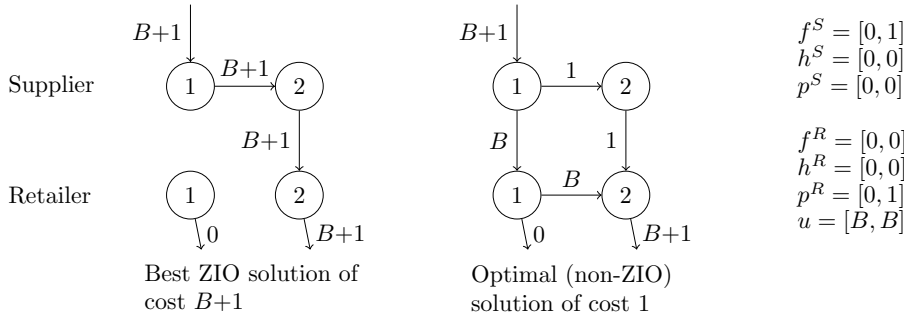 B+1
B+1
f^S = [0, 1]
h^S = [0, 0]
p^S = [0, 0]
Supplier
1
B+1
2
1
1
2
B+1
B
1
f^R = [0, 0]
h^R = [0, 0]
p^R = [0, 1]
u = [B, B]
Retailer
1
2
1
B
2
0
B+1
0
B+1
Best ZIO solution of
cost B+1
Optimal (non-ZIO)
solution of cost 1